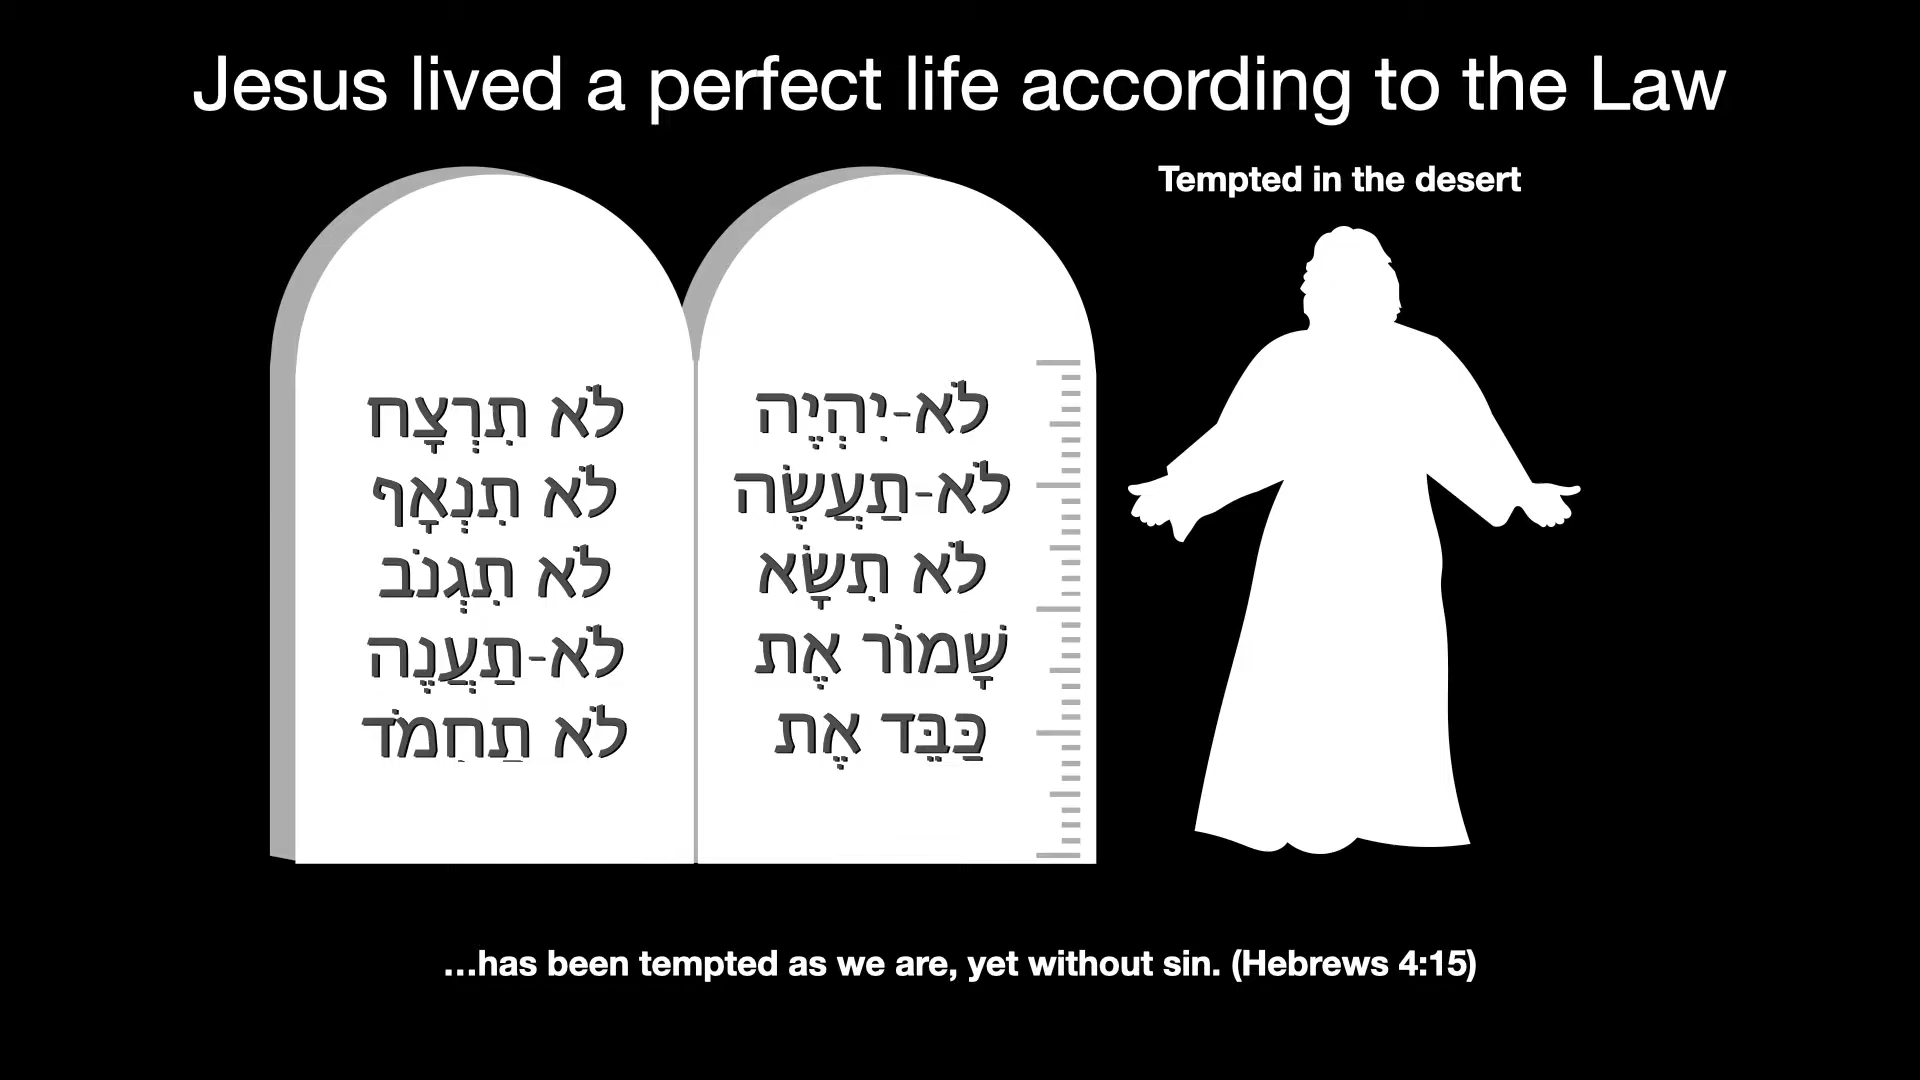 Jesus lived a perfect life according to the Law
Tempted in the desert
לֹא-יִהְיֶה
לֹא-תַעֲשֶׂה
לֹא תִשָּׂא
שָׁמוֹר אֶת
כַּבֵּד אֶת
לֹא תִרְצָח
לֹא תִנְאָף
לֹא תִגְנֹב
לֹא-תַעֲנֶה
לֹא תַחְמֹד
...has been tempted as we are, yet without sin. (Hebrews 4:15)